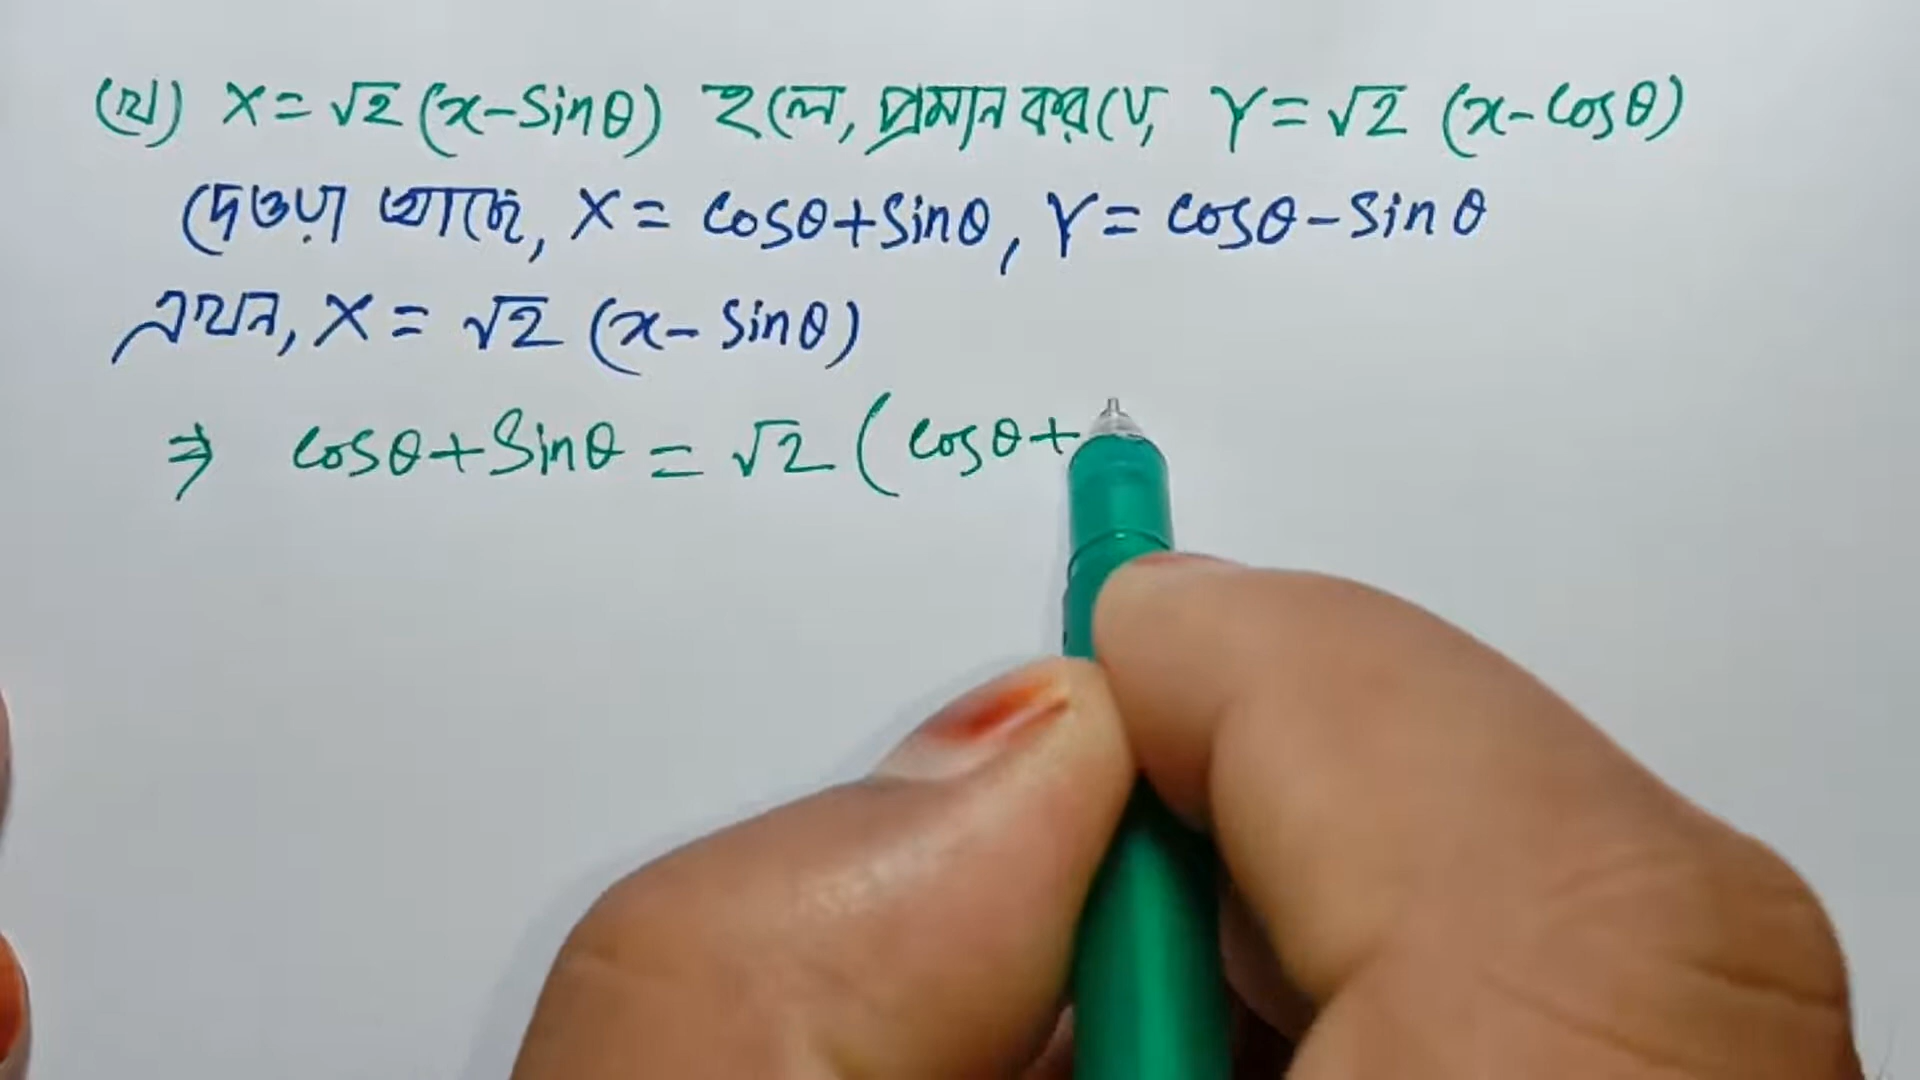 (খ) x = √2 (x - sinθ) হলে, প্রমান কর যে, Y = √2 (x - cosθ)
দেওয়া আছে, x = cosθ + sinθ, Y = cosθ - sinθ
এখন, x = √2 (x - sinθ)
⇒ cosθ + sinθ = √2 (cosθ +